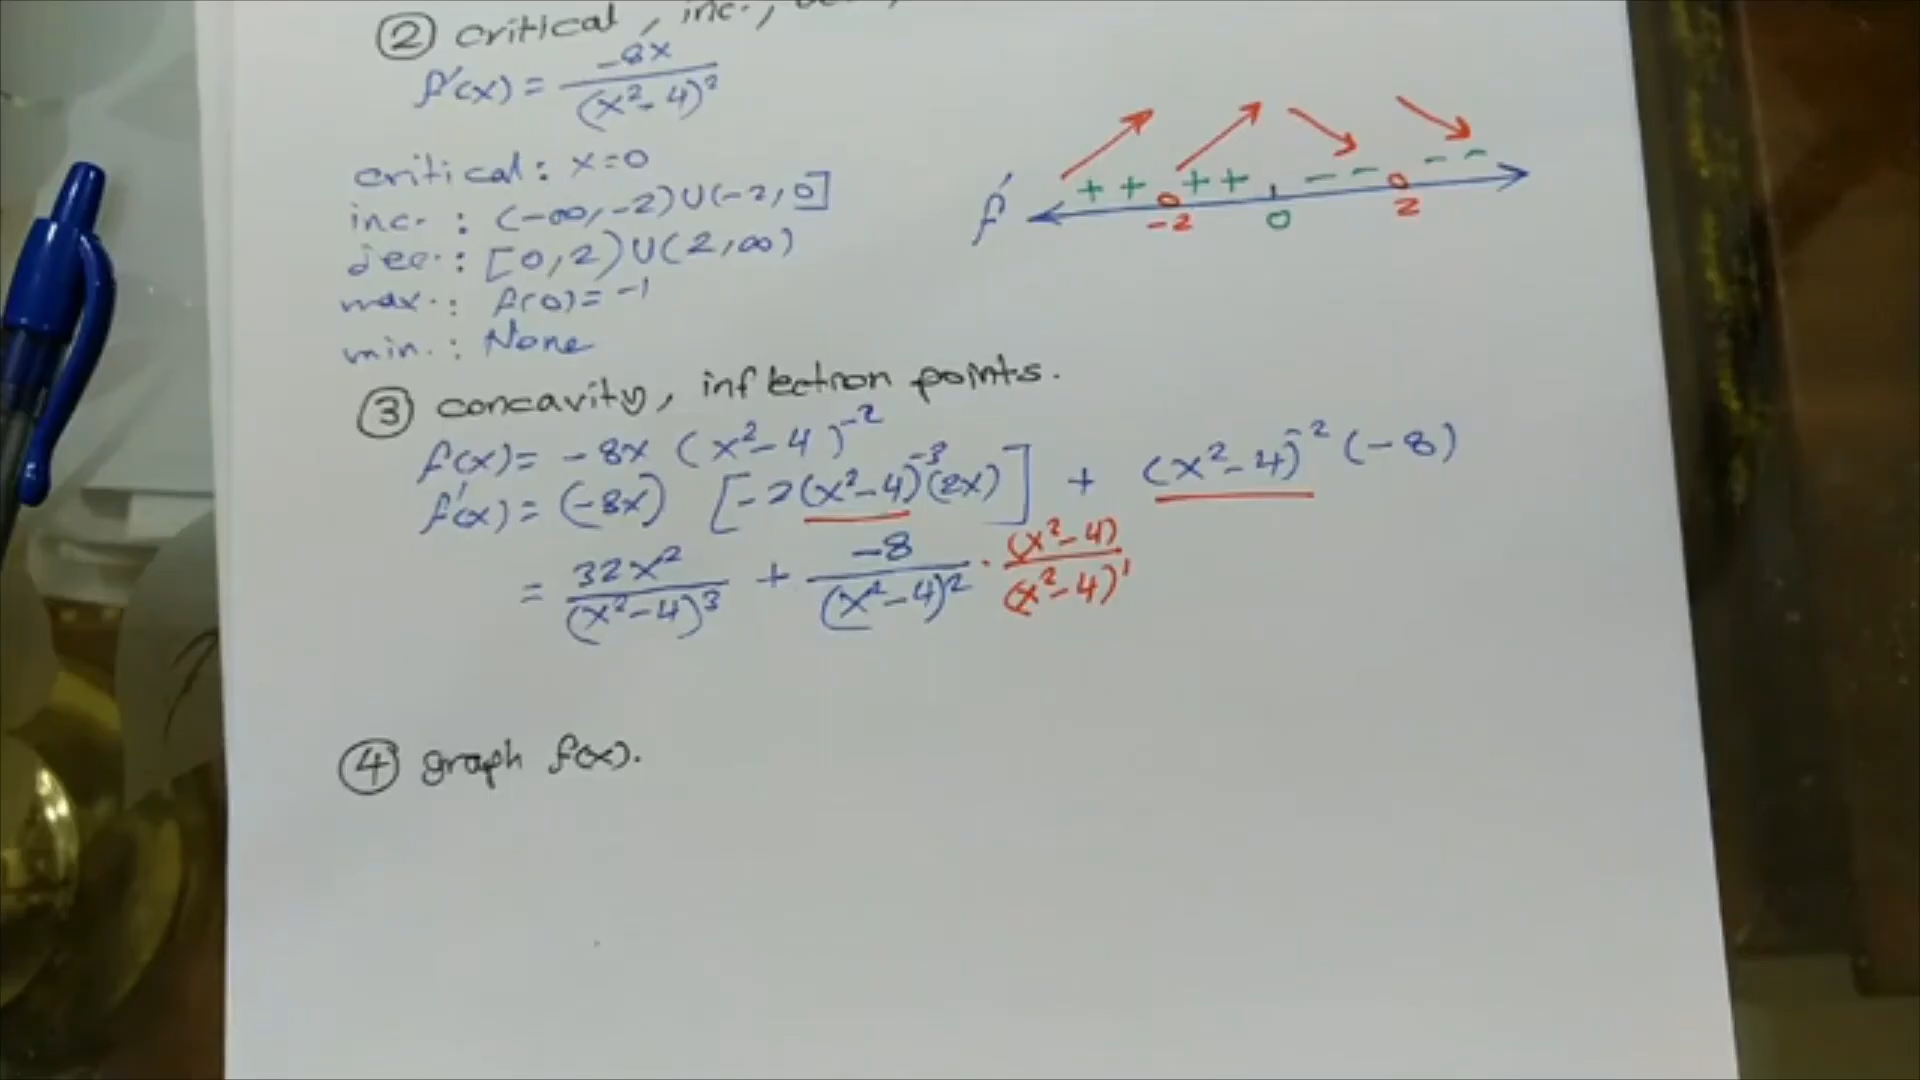 ② critical, inc.,
f'(x) = -8x / (x²-4)²
critical: x=0
inc. : (-∞,-2)∪(-2,0]
dec. : [0,2)∪(2,∞)
max. : f(0)=-1
min. : None
f' ++ ++ -- --
-2 0 2
③ concavity, inflection points.
f(x)= -8x (x²-4)⁻²
f'(x)= (-8x) [-2(x²-4)⁻³(2x)] + (x²-4)⁻²(-8)
= 32x² / (x²-4)³ + -8 / (x²-4)² · (x²-4) / (x²-4)¹
④ graph f(x).